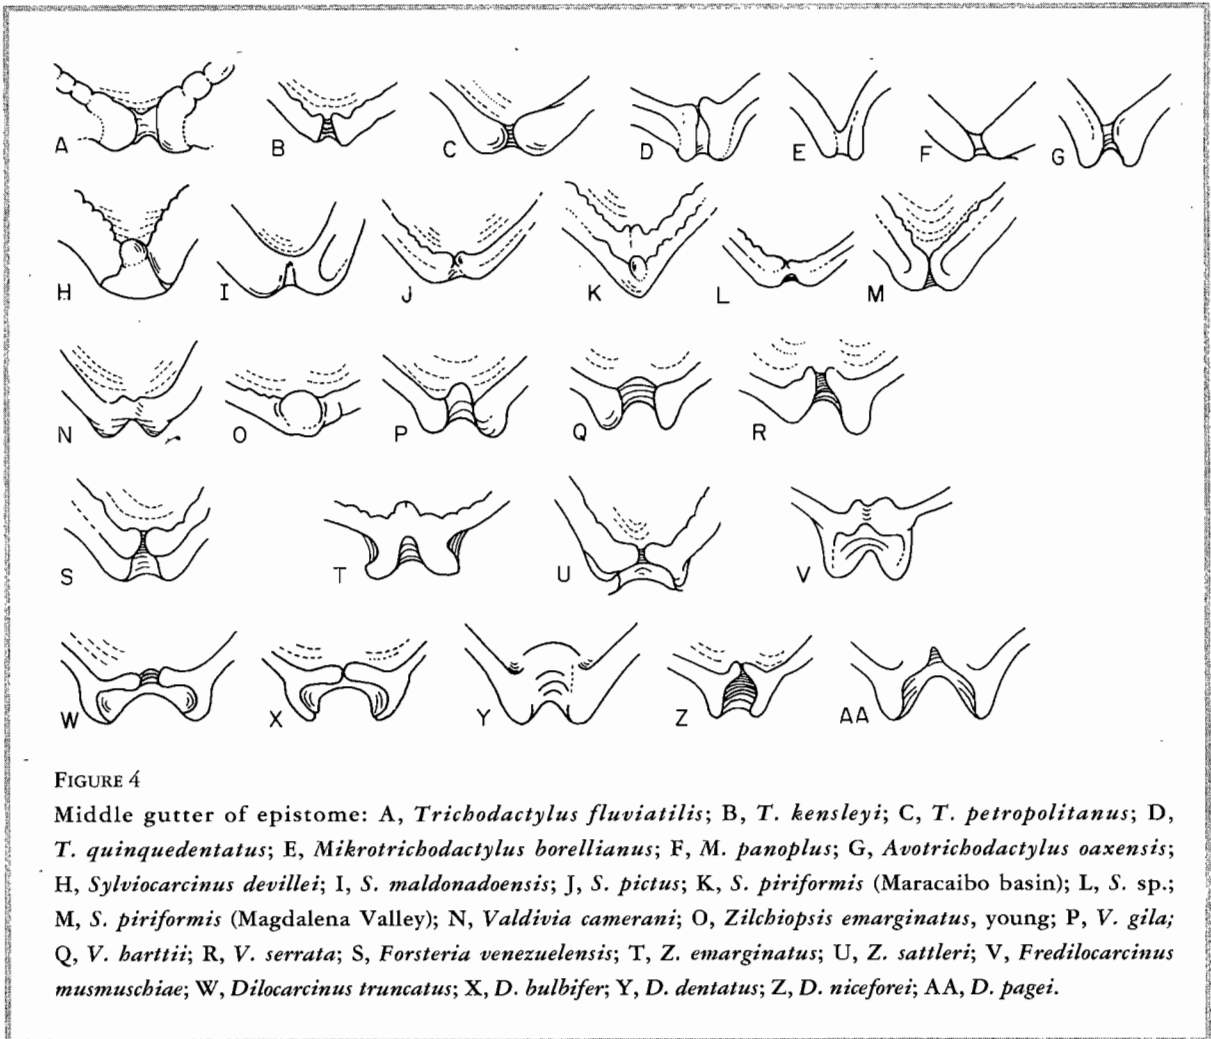 A B C D E F G
H I J K L M
N O P Q R
S T U V
W X Y Z AA
FIGURE 4
Middle gutter of epistome: A, Trichodactylus fluviatilis; B, T. kensleyi; C, T. petropolitanus; D,
T. quinquedentatus; E, Mikrotrichodactylus borellianus; F, M. panoplus; G, Avotrichodactylus oaxensis;
H, Sylviocarcinus devillei; I, S. maldonadoensis; J, S. pictus; K, S. piriformis (Maracaibo basin); L, S. sp.;
M, S. piriformis (Magdalena Valley); N, Valdivia camerani; O, Zilchiopsis emarginatus, young; P, V. gila;
Q, V. harttii; R, V. serrata; S, Forsteria venezuelensis; T, Z. emarginatus; U, Z. sattleri; V, Fredilocarcinus
musmuschiae; W, Dilocarcinus truncatus; X, D. bulbifer; Y, D. dentatus; Z, D. niceforei; AA, D. pagei.